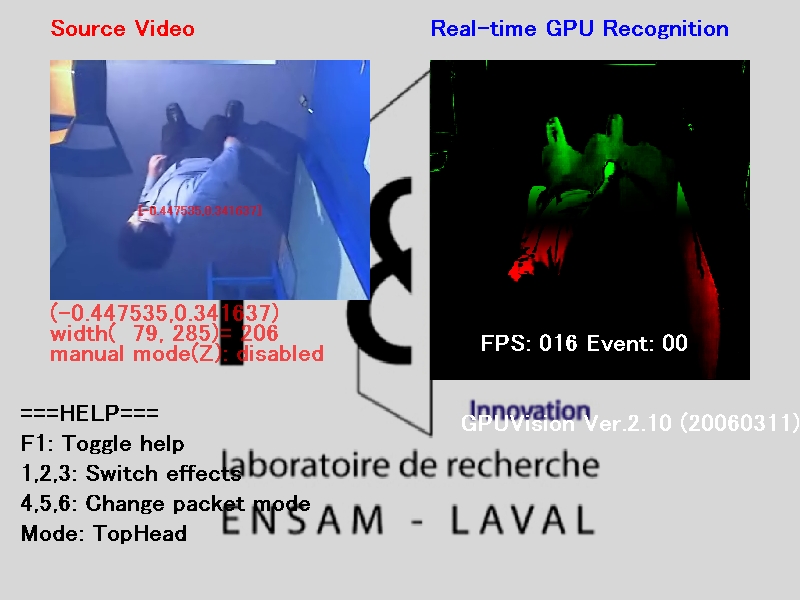 Source Video
Real-time GPU Recognition
(-0.447535,0.341637)
(-0.447535,0.341637)
width( 79, 285)= 206
manual mode(Z): disabled
FPS: 016 Event: 00
===HELP===
F1: Toggle help
1,2,3: Switch effects
4,5,6: Change packet mode
Mode: TopHead
Innovation
GPUVision Ver.2.10 (20060311)
laboratoire de recherche
ENSAM - LAVAL